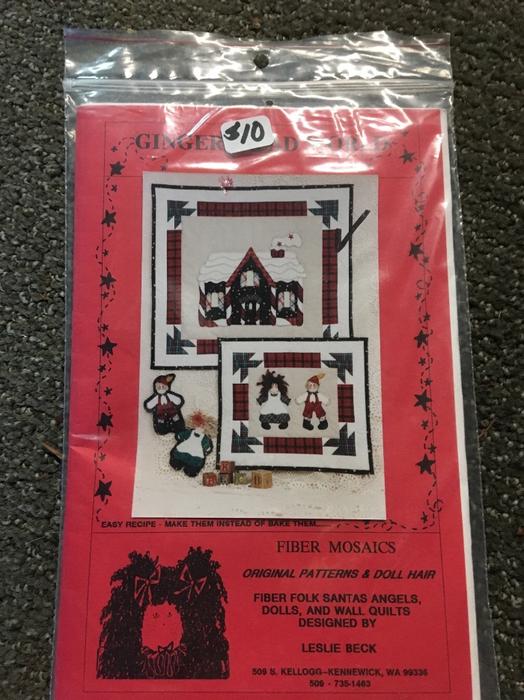 $10
GINGER
EASY RECIPE - MAKE THEM INSTEAD OF BAKE THEM....
FIBER MOSAICS
ORIGINAL PATTERNS & DOLL HAIR
FIBER FOLK SANTAS ANGELS,
DOLLS, AND WALL QUILTS
DESIGNED BY
LESLIE BECK
509 S. KELLOGG-KENNEWICK, WA 99336
509 - 735-1463